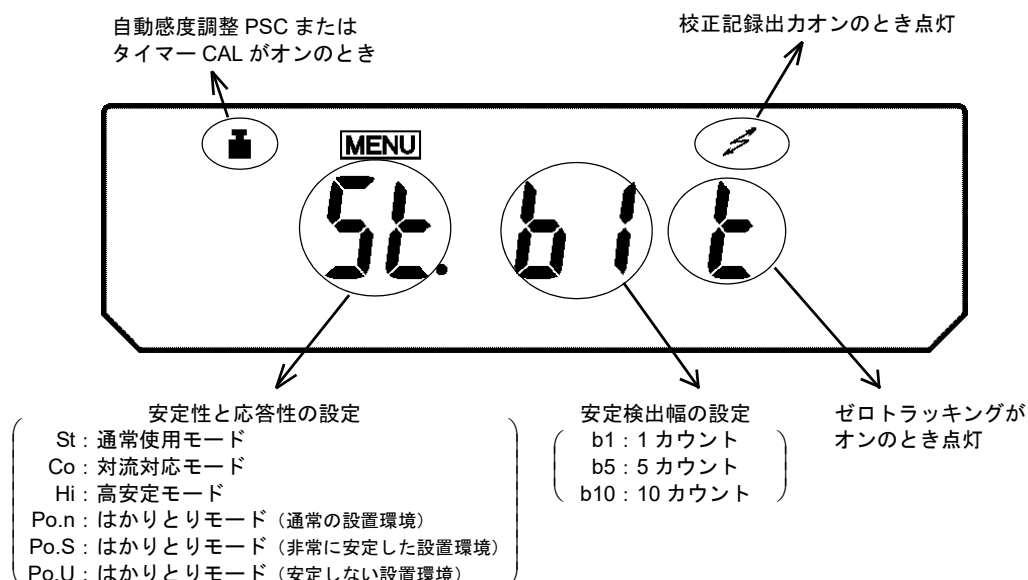 自動感度調整 PSC または
タイマー CAL がオンのとき
校正記録出力オンのとき点灯
MENU
St. b1 t
安定性と応答性の設定
St：通常使用モード
Co：対流対応モード
Hi：高安定モード
Po.n：はかりとりモード（通常の設置環境）
Po.S：はかりとりモード（非常に安定した設置環境）
Po.U：はかりとりモード（安定しない設置環境）
安定検出幅の設定
b1：1 カウント
b5：5 カウント
b10：10 カウント
ゼロトラッキングが
オンのとき点灯